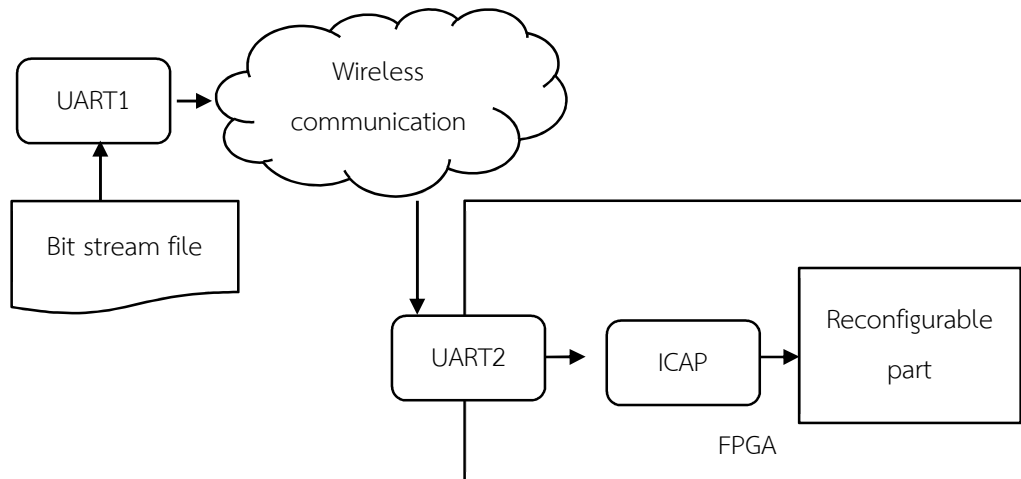 Wireless
communication
UART1
Bit stream file
UART2
ICAP
Reconfigurable
part
FPGA